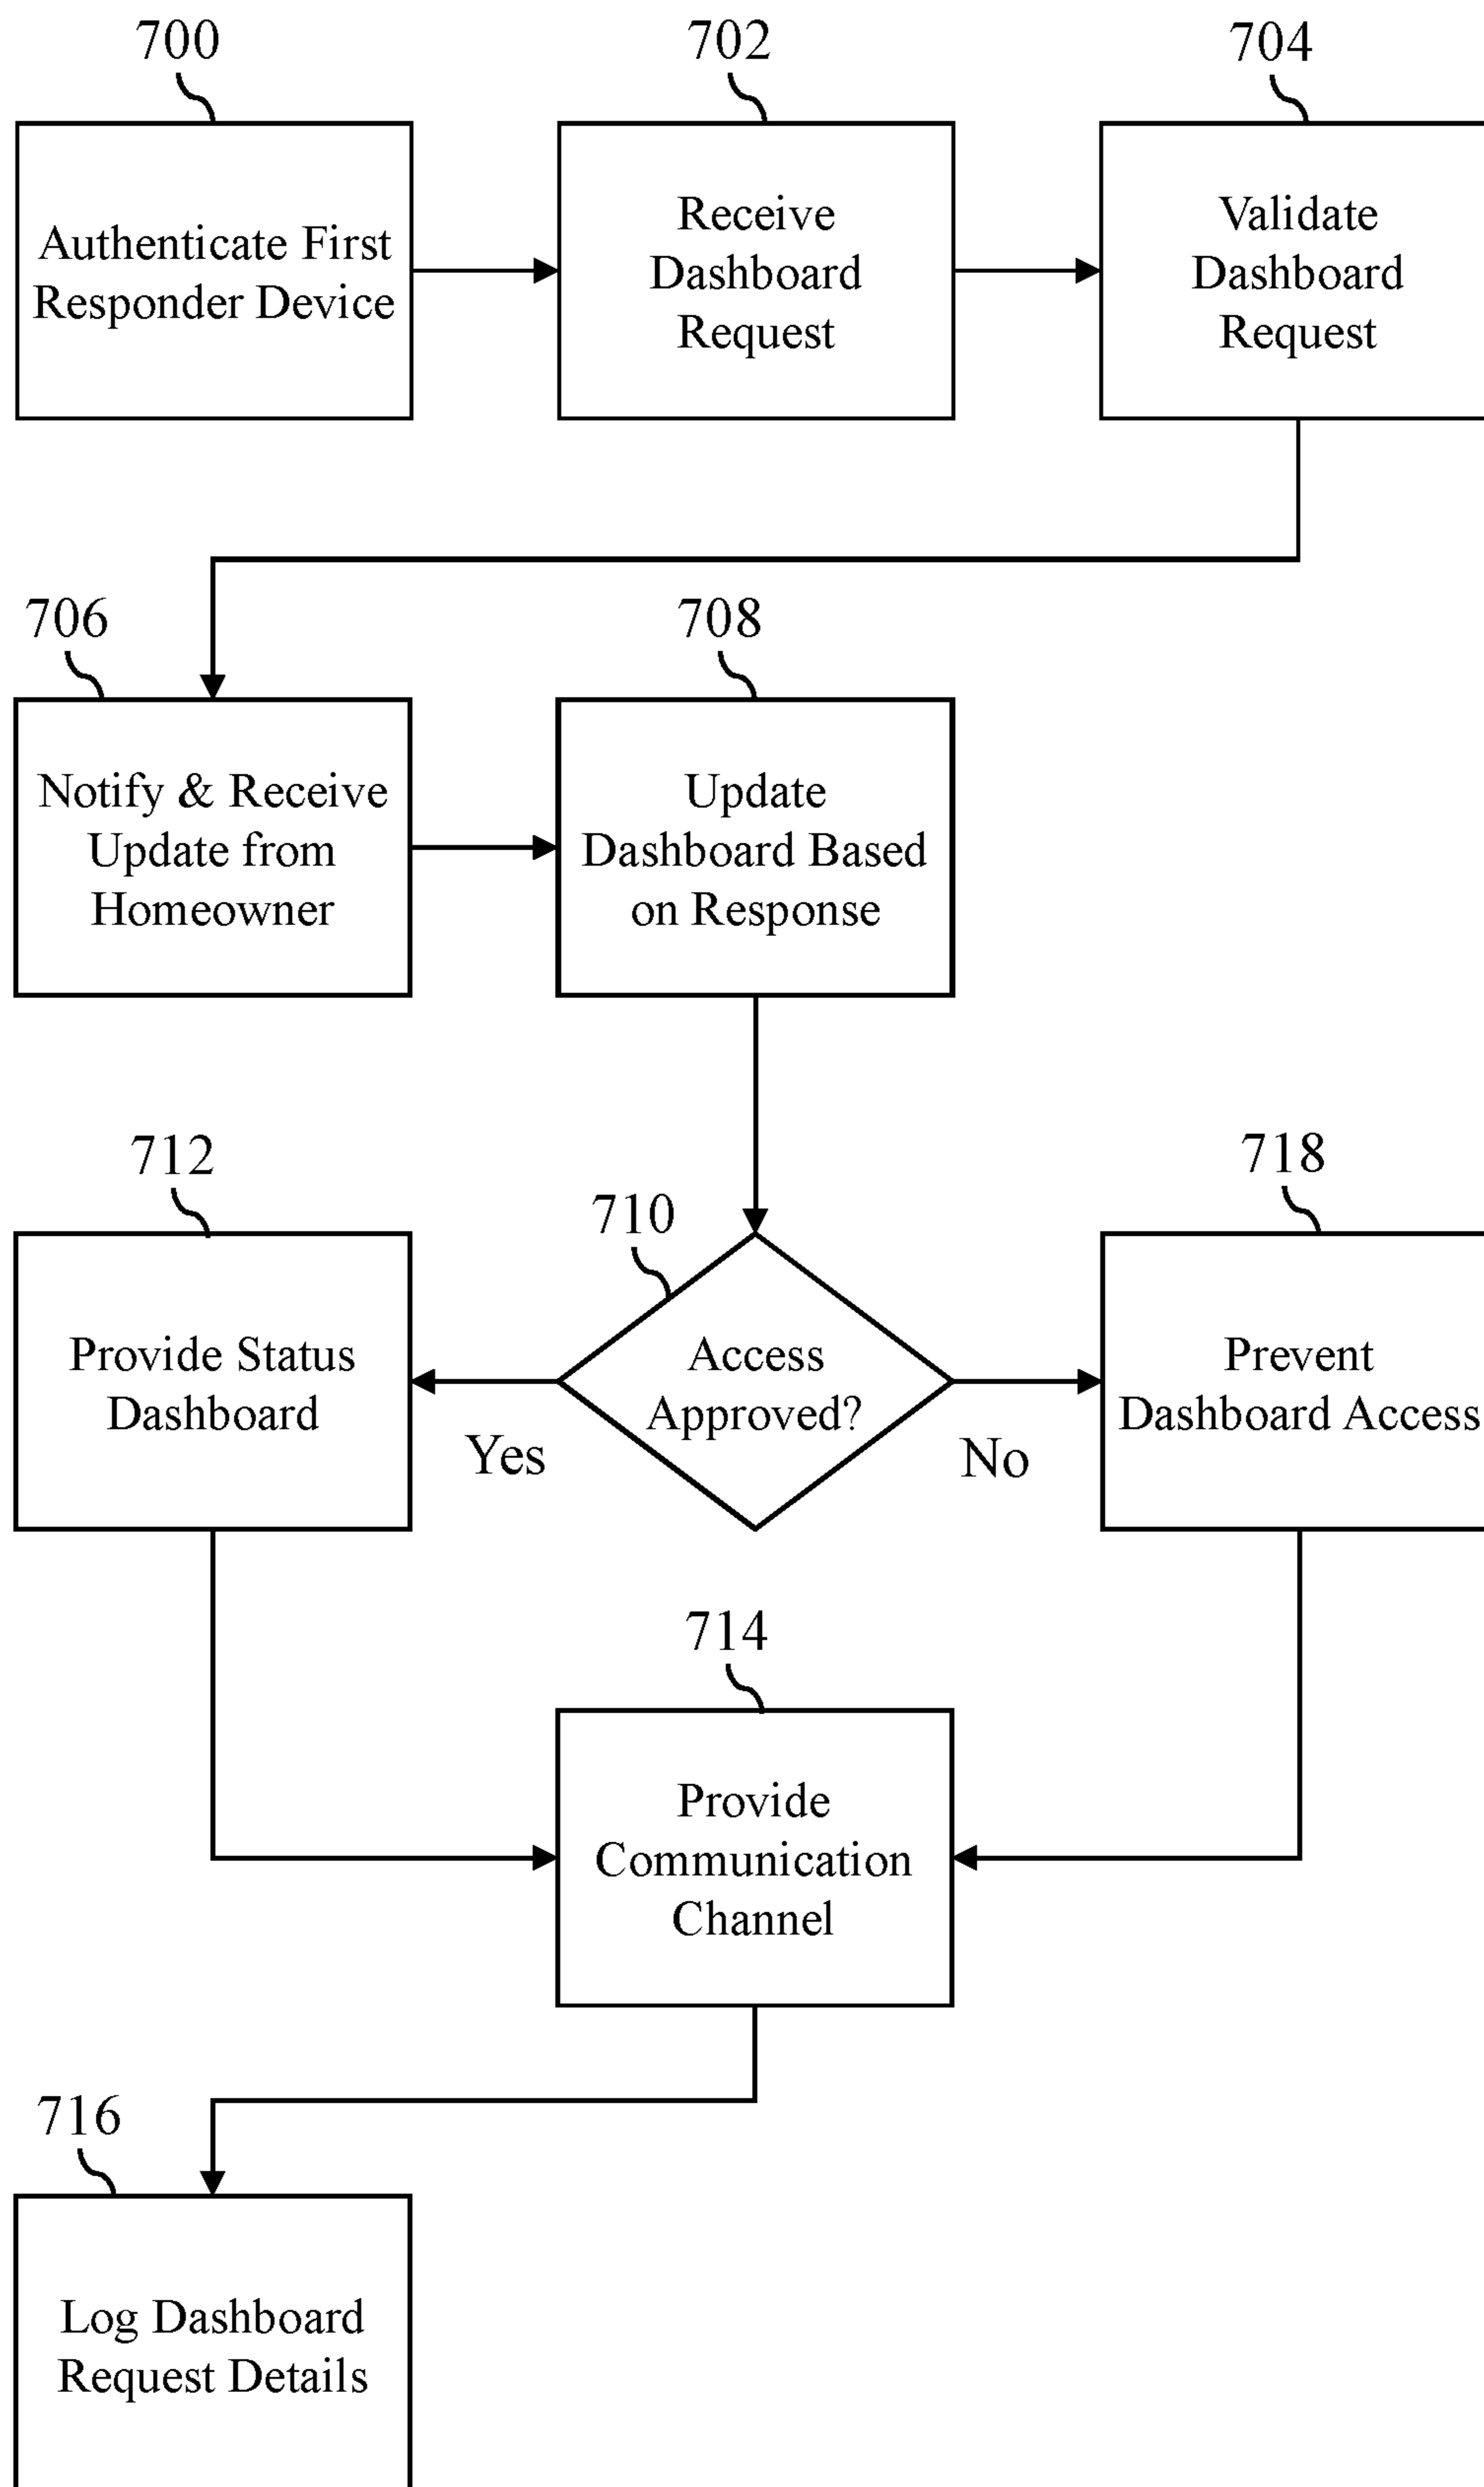 700
702
704
Authenticate First
Responder Device
Receive
Dashboard
Request
Validate
Dashboard
Request
706
708
Notify & Receive
Update from
Homeowner
Update
Dashboard Based
on Response
712
710
718
Provide Status
Dashboard
Access
Approved?
Prevent
Dashboard Access
Yes
No
714
Provide
Communication
Channel
716
Log Dashboard
Request Details